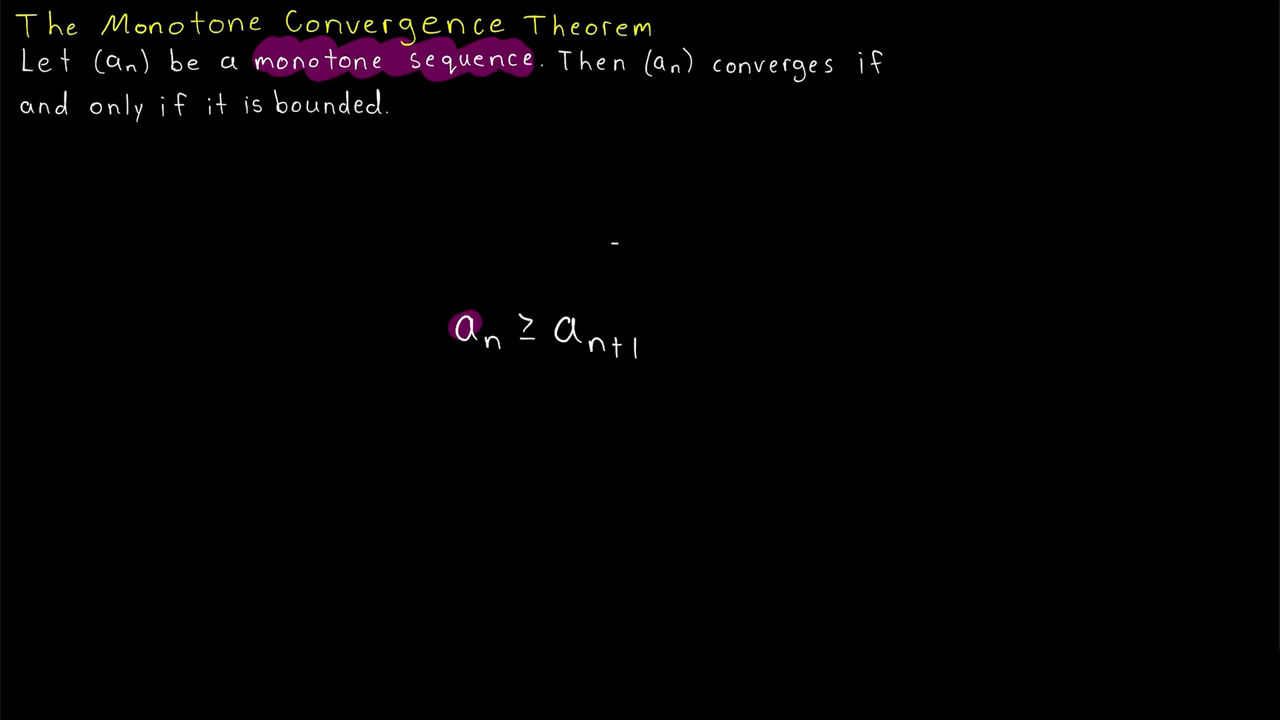 The Monotone Convergence Theorem
Let (an) be a monotone sequence. Then (an) converges if
and only if it is bounded.
an ≥ an+1